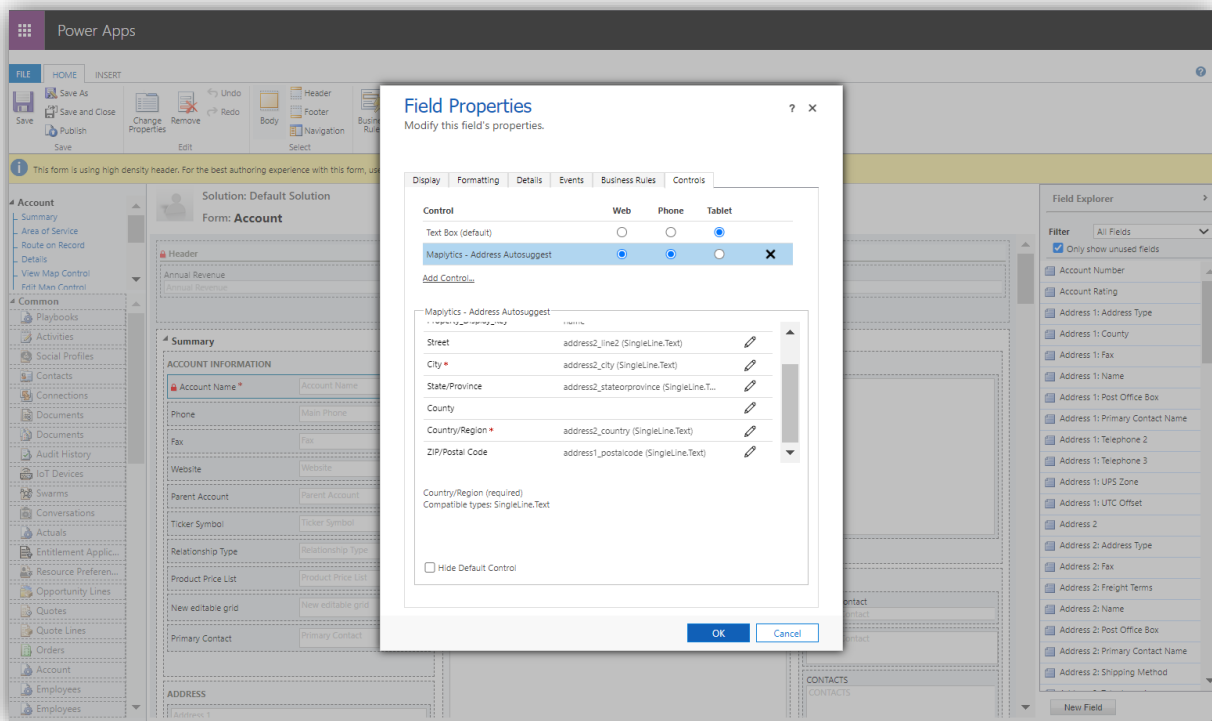 Power Apps
FILE HOME INSERT
Save
Save As
Save and Close
Publish
Save
Change Properties
Remove
Undo
Redo
Edit
Body
Header
Footer
Navigation
Select
This form is using high density header. For the best authoring experience with this form,
Account
Summary
Area of Service
Route on Record
Details
View Map Control
Edit Map Control
Common
Playbooks
Activities
Social Profiles
Contacts
Connections
Documents
Documents
Audit History
IoT Devices
Swarms
Conversations
Actuals
Entitlement Applic...
Resource Preferen...
Opportunity Lines
Quotes
Quote Lines
Orders
Account
Employees
Employees
Solution: Default Solution
Form: Account
Header
Annual Revenue
Annual Revenue
Summary
ACCOUNT INFORMATION
Account Name * Account Name
Phone Main Phone
Fax Fax
Website Website
Parent Account Parent Account
Ticker Symbol Ticker Symbol
Relationship Type Relationship Type
Product Price List Product Price List
New editable grid New editable grid
Primary Contact Primary Contact
ADDRESS
Address 1
Field Properties
? ×
Modify this field's properties.
Display Formatting Details Events Business Rules Controls
Control Web Phone Tablet
Text Box (default)
Maplytics - Address Autosuggest
Add Control...
Maplytics - Address Autosuggest
Street address2_line2 (SingleLine.Text)
City * address2_city (SingleLine.Text)
State/Province address2_stateorprovince (SingleLine.T...
County
Country/Region * address2_country (SingleLine.Text)
ZIP/Postal Code address1_postalcode (SingleLine.Text)
Country/Region (required)
Compatible types: SingleLine.Text
Hide Default Control
OK Cancel
CONTACTS
CONTACTS
Field Explorer
Filter All Fields
Only show unused fields
Account Number
Account Rating
Address 1: Address Type
Address 1: County
Address 1: Fax
Address 1: Name
Address 1: Post Office Box
Address 1: Primary Contact Name
Address 1: Telephone 2
Address 1: Telephone 3
Address 1: UPS Zone
Address 1: UTC Offset
Address 2
Address 2: Address Type
Address 2: Fax
Address 2: Freight Terms
Address 2: Name
Address 2: Post Office Box
Address 2: Primary Contact Name
Address 2: Shipping Method
New Field